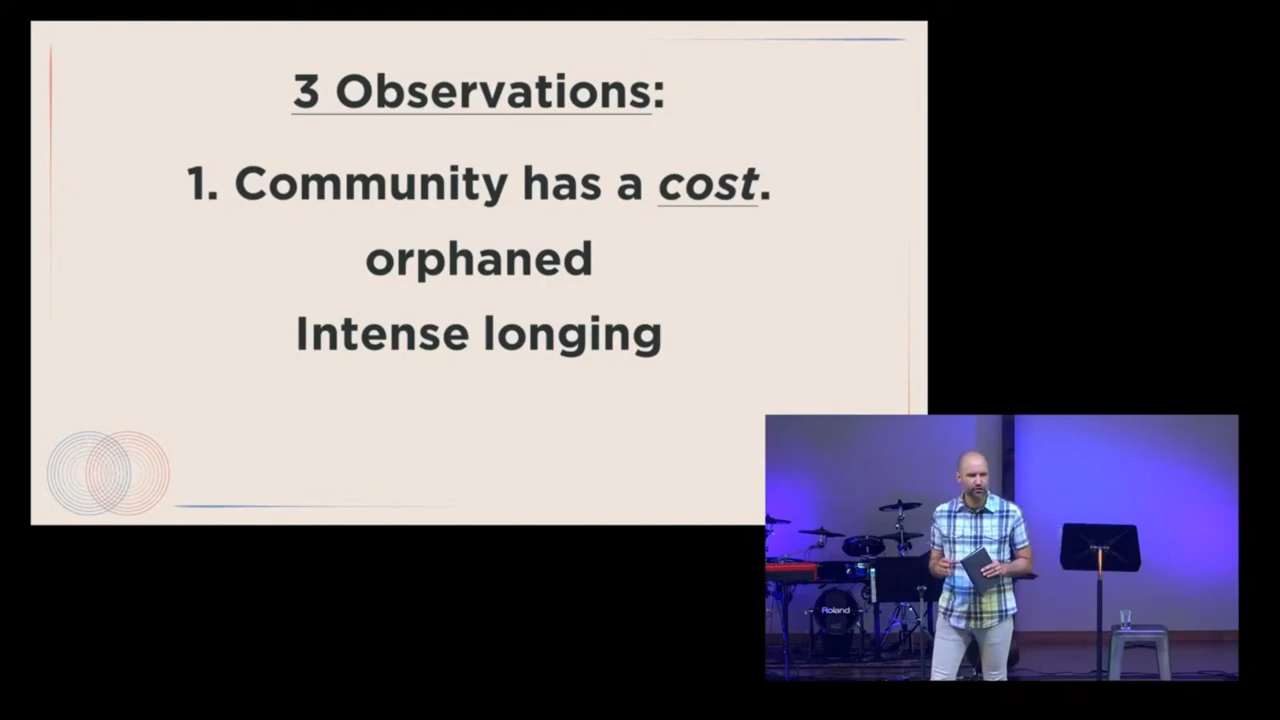 3 Observations:
1. Community has a cost.
orphaned
Intense longing
Roland